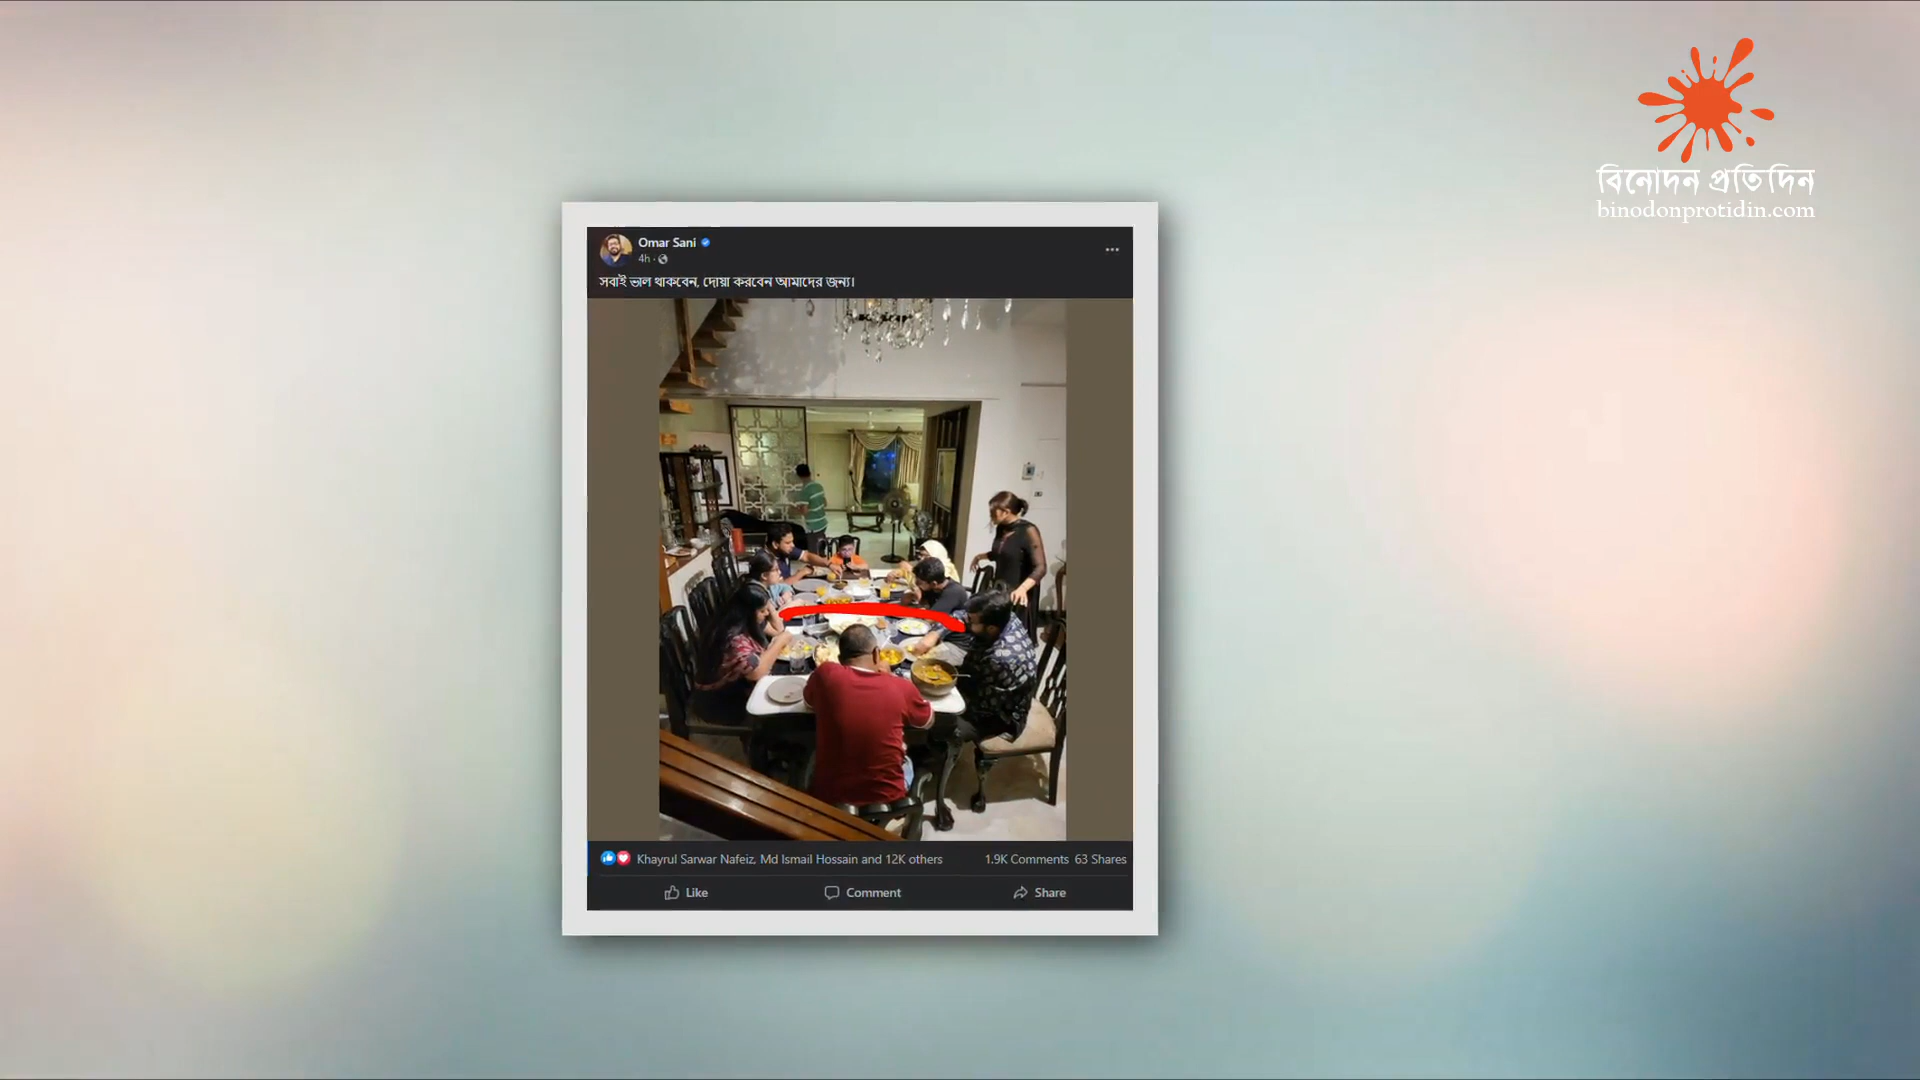 বিনোদন প্রতিদিন
binodonprotidin.com
Omar Sani
4h ·
সবাই ভাল থাকবেন, দোয়া করবেন আমাদের জন্য।
Khayrul Sarwar Nafeiz, Md Ismail Hossain and 12K others
1.9K Comments 63 Shares
Like
Comment
Share